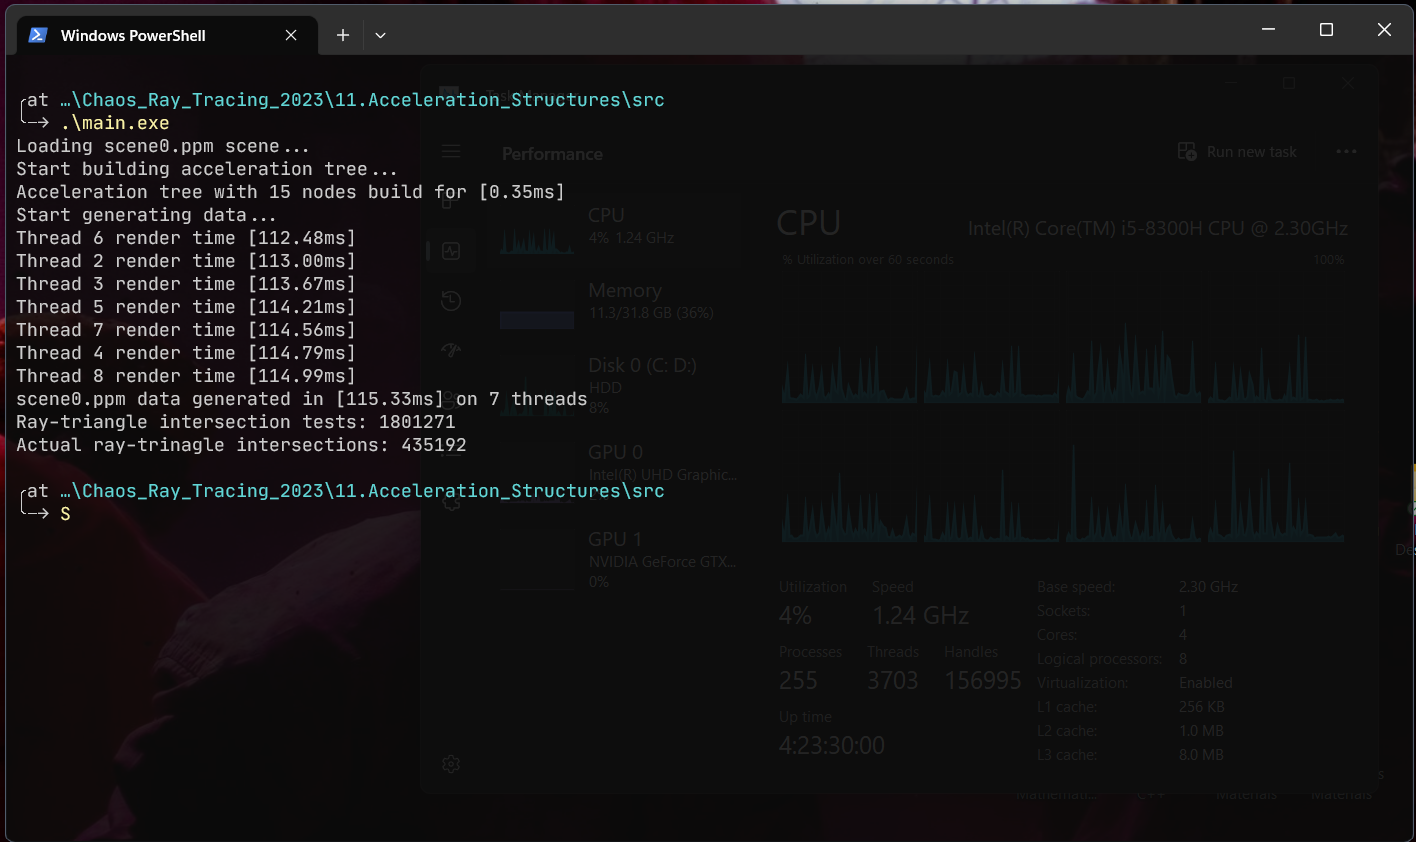 Windows PowerShell
at …\Chaos_Ray_Tracing_2023\11.Acceleration_Structures\src
.\main.exe
Loading scene0.ppm scene...
Start building acceleration tree...
Acceleration tree with 15 nodes build for [0.35ms]
Start generating data...
Thread 6 render time [112.48ms]
Thread 2 render time [113.00ms]
Thread 3 render time [113.67ms]
Thread 5 render time [114.21ms]
Thread 7 render time [114.56ms]
Thread 4 render time [114.79ms]
Thread 8 render time [114.99ms]
scene0.ppm data generated in [115.33ms] on 7 threads
Ray-triangle intersection tests: 1801271
Actual ray-trinagle intersections: 435192
at …\Chaos_Ray_Tracing_2023\11.Acceleration_Structures\src
S
Performance
Run new task
CPU
4% 1.24 GHz
Memory
11.3/31.8 GB (36%)
Disk 0 (C: D:)
HDD
8%
GPU 0
Intel(R) UHD Graphic...
GPU 1
NVIDIA GeForce GTX...
0%
CPU
Intel(R) Core(TM) i5-8300H CPU @ 2.30GHz
% Utilization over 60 seconds
100%
Utilization
Speed
4%
1.24 GHz
Processes
Threads
Handles
255
3703
156995
Up time
4:23:30:00
Base speed: 2.30 GHz
Sockets: 1
Cores: 4
Logical processors: 8
Virtualization: Enabled
L1 cache: 256 KB
L2 cache: 1.0 MB
L3 cache: 8.0 MB
C++
Materials
Materials